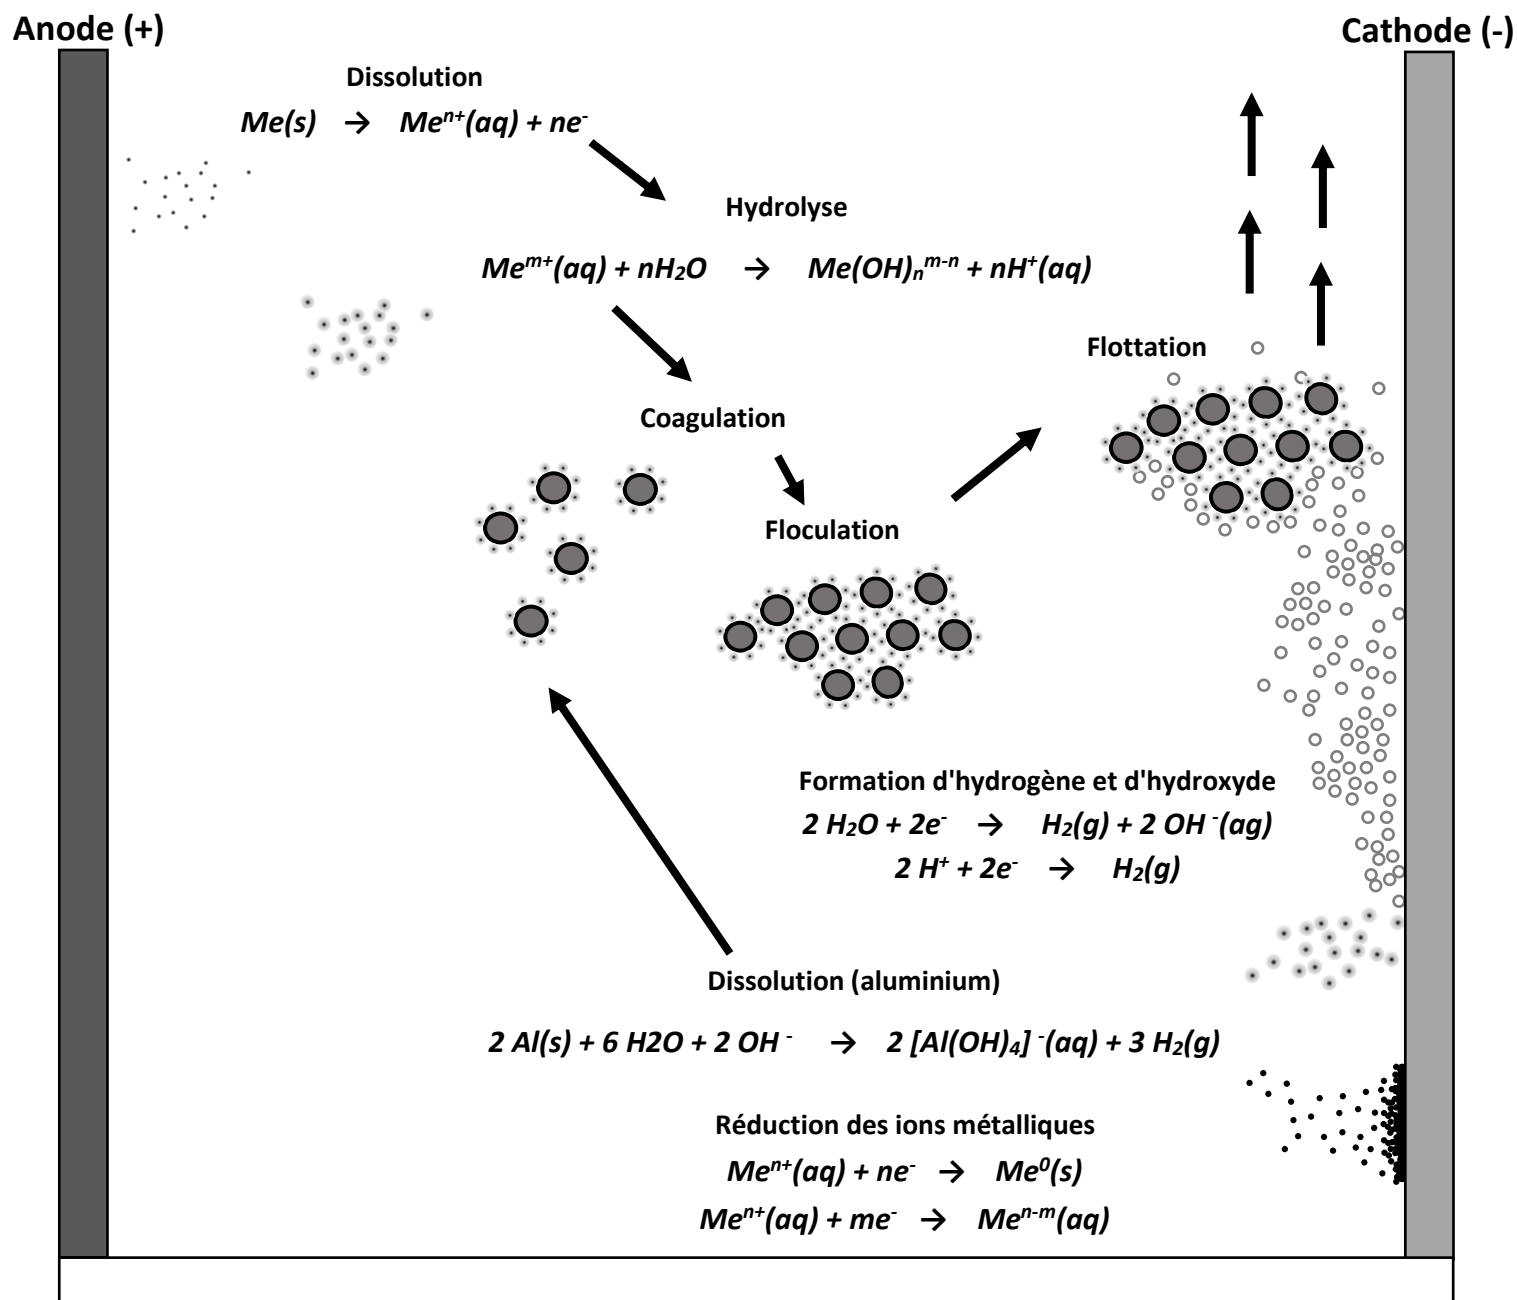 Anode (+)
Cathode (-)
Dissolution
Me(s) → Meⁿ⁺(aq) + ne⁻
Hydrolyse
Meᵐ⁺(aq) + nH₂O → Me(OH)ₙᵐ⁻ⁿ + nH⁺(aq)
Flottation
Coagulation
Floculation
Formation d'hydrogène et d'hydroxyde
2 H₂O + 2e⁻ → H₂(g) + 2 OH ⁻(ag)
2 H⁺ + 2e⁻ → H₂(g)
Dissolution (aluminium)
2 Al(s) + 6 H2O + 2 OH ⁻ → 2 [Al(OH)₄] ⁻(aq) + 3 H₂(g)
Réduction des ions métalliques
Meⁿ⁺(aq) + ne⁻ → Me⁰(s)
Meⁿ⁺(aq) + me⁻ → Meⁿ⁻ᵐ(aq)